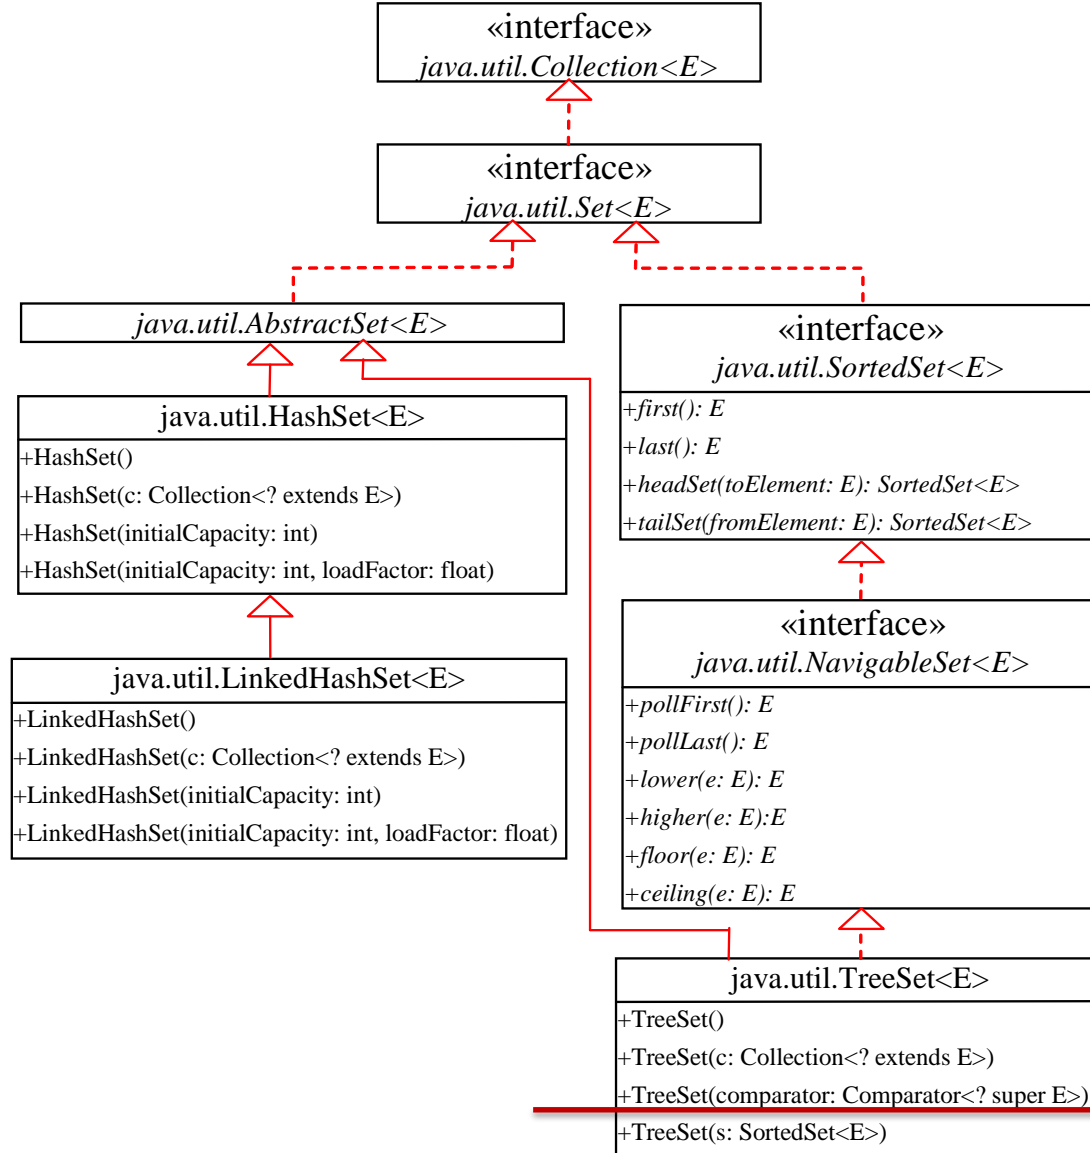 «interface»
java.util.Collection<E>
«interface»
java.util.Set<E>
java.util.AbstractSet<E>
java.util.HashSet<E>
+HashSet()
+HashSet(c: Collection<? extends E>)
+HashSet(initialCapacity: int)
+HashSet(initialCapacity: int, loadFactor: float)
java.util.LinkedHashSet<E>
+LinkedHashSet()
+LinkedHashSet(c: Collection<? extends E>)
+LinkedHashSet(initialCapacity: int)
+LinkedHashSet(initialCapacity: int, loadFactor: float)
«interface»
java.util.SortedSet<E>
+first(): E
+last(): E
+headSet(toElement: E): SortedSet<E>
+tailSet(fromElement: E): SortedSet<E>
«interface»
java.util.NavigableSet<E>
+pollFirst(): E
+pollLast(): E
+lower(e: E): E
+higher(e: E):E
+floor(e: E): E
+ceiling(e: E): E
java.util.TreeSet<E>
+TreeSet()
+TreeSet(c: Collection<? extends E>)
+TreeSet(comparator: Comparator<? super E>)
+TreeSet(s: SortedSet<E>)